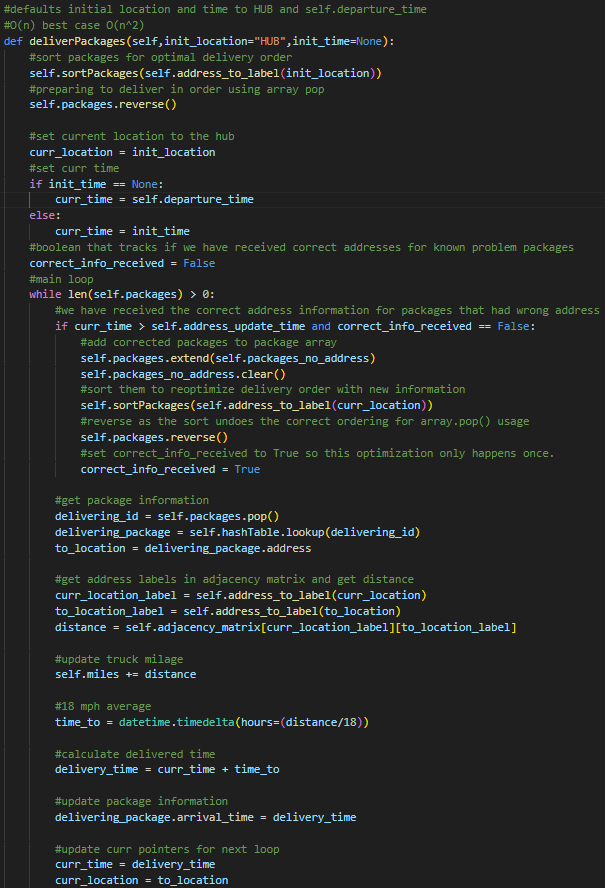 #defaults initial location and time to HUB and self.departure_time
#O(n) best case O(n^2)
def deliverPackages(self,init_location="HUB",init_time=None):
    #sort packages for optimal delivery order
    self.sortPackages(self.address_to_label(init_location))
    #preparing to deliver in order using array pop
    self.packages.reverse()

    #set current location to the hub
    curr_location = init_location
    #set curr time
    if init_time == None:
        curr_time = self.departure_time
    else:
        curr_time = init_time
    #boolean that tracks if we have received correct addresses for known problem packages
    correct_info_received = False
    #main loop
    while len(self.packages) > 0:
        #we have received the correct address information for packages that had wrong address
        if curr_time > self.address_update_time and correct_info_received == False:
            #add corrected packages to package array
            self.packages.extend(self.packages_no_address)
            self.packages_no_address.clear()
            #sort them to reoptimize delivery order with new information
            self.sortPackages(self.address_to_label(curr_location))
            #reverse as the sort undoes the correct ordering for array.pop() usage
            self.packages.reverse()
            #set correct_info_received to True so this optimization only happens once.
            correct_info_received = True

        #get package information
        delivering_id = self.packages.pop()
        delivering_package = self.hashTable.lookup(delivering_id)
        to_location = delivering_package.address

        #get address labels in adjacency matrix and get distance
        curr_location_label = self.address_to_label(curr_location)
        to_location_label = self.address_to_label(to_location)
        distance = self.adjacency_matrix[curr_location_label][to_location_label]

        #update truck milage
        self.miles += distance

        #18 mph average
        time_to = datetime.timedelta(hours=(distance/18))

        #calculate delivered time
        delivery_time = curr_time + time_to

        #update package information
        delivering_package.arrival_time = delivery_time

        #update curr pointers for next loop
        curr_time = delivery_time
        curr_location = to_location